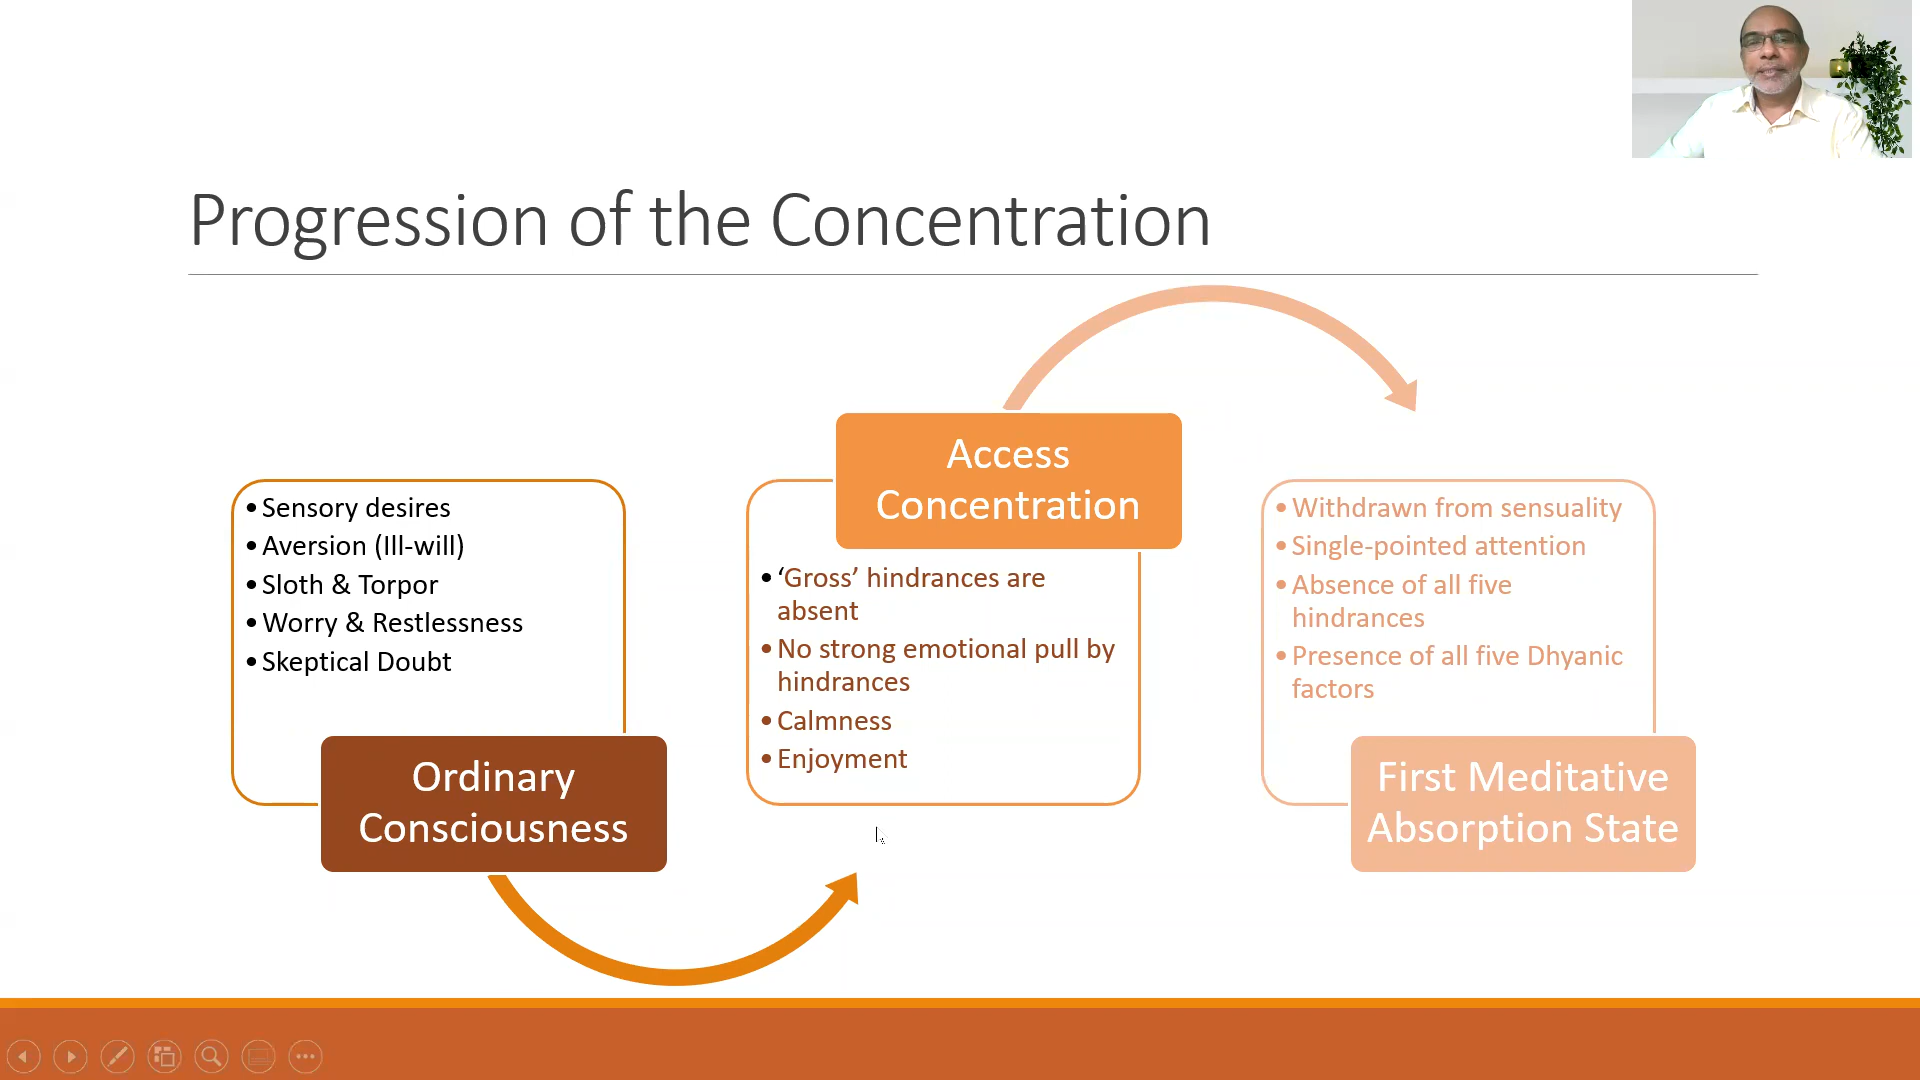 Progression of the Concentration
• Sensory desires
• Aversion (Ill-will)
• Sloth & Torpor
• Worry & Restlessness
• Skeptical Doubt
Ordinary
Consciousness
Access
Concentration
• ‘Gross’ hindrances are
absent
• No strong emotional pull by
hindrances
• Calmness
• Enjoyment
• Withdrawn from sensuality
• Single-pointed attention
• Absence of all five
hindrances
• Presence of all five Dhyanic
factors
First Meditative
Absorption State